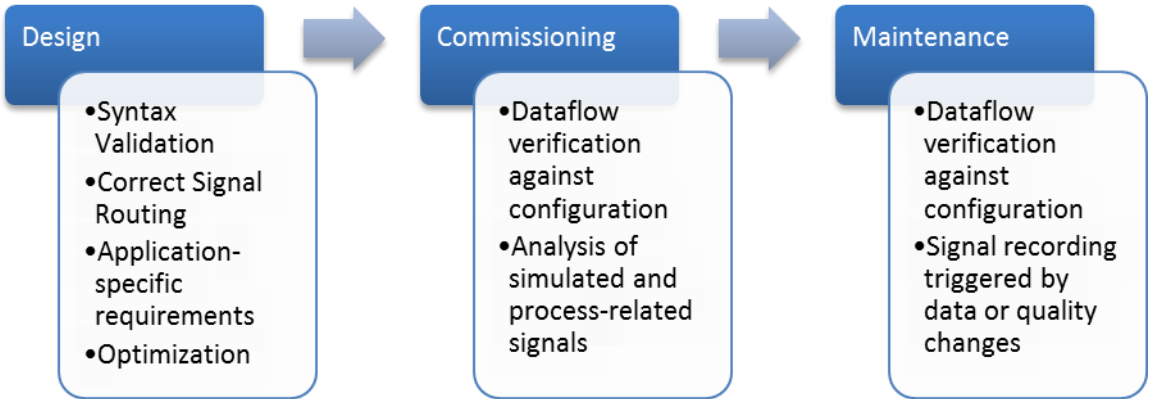 Design
•Syntax
Validation
•Correct Signal
Routing
•Application-
specific
requirements
•Optimization
Commissioning
•Dataflow
verification
against
configuration
•Analysis of
simulated and
process-related
signals
Maintenance
•Dataflow
verification
against
configuration
•Signal recording
triggered by
data or quality
changes